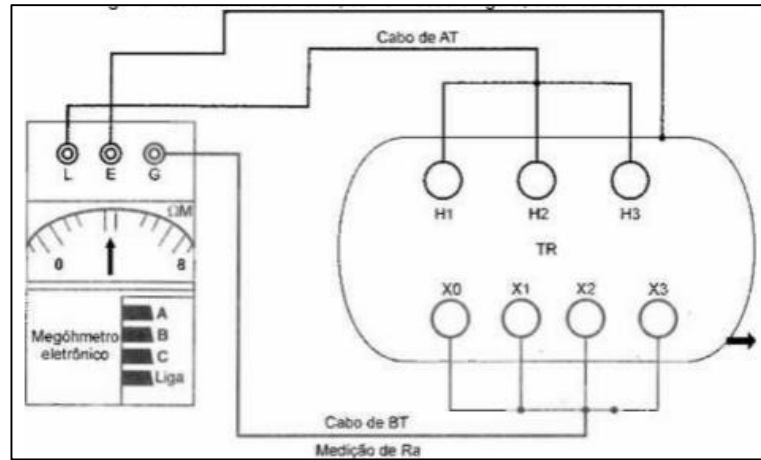 Cabo de AT
L E G
ΩM
0 8
Megôhmetro
eletrônico
A
B
C
Liga
H1 H2 H3
TR
X0 X1 X2 X3
Cabo de BT
Medição de Ra